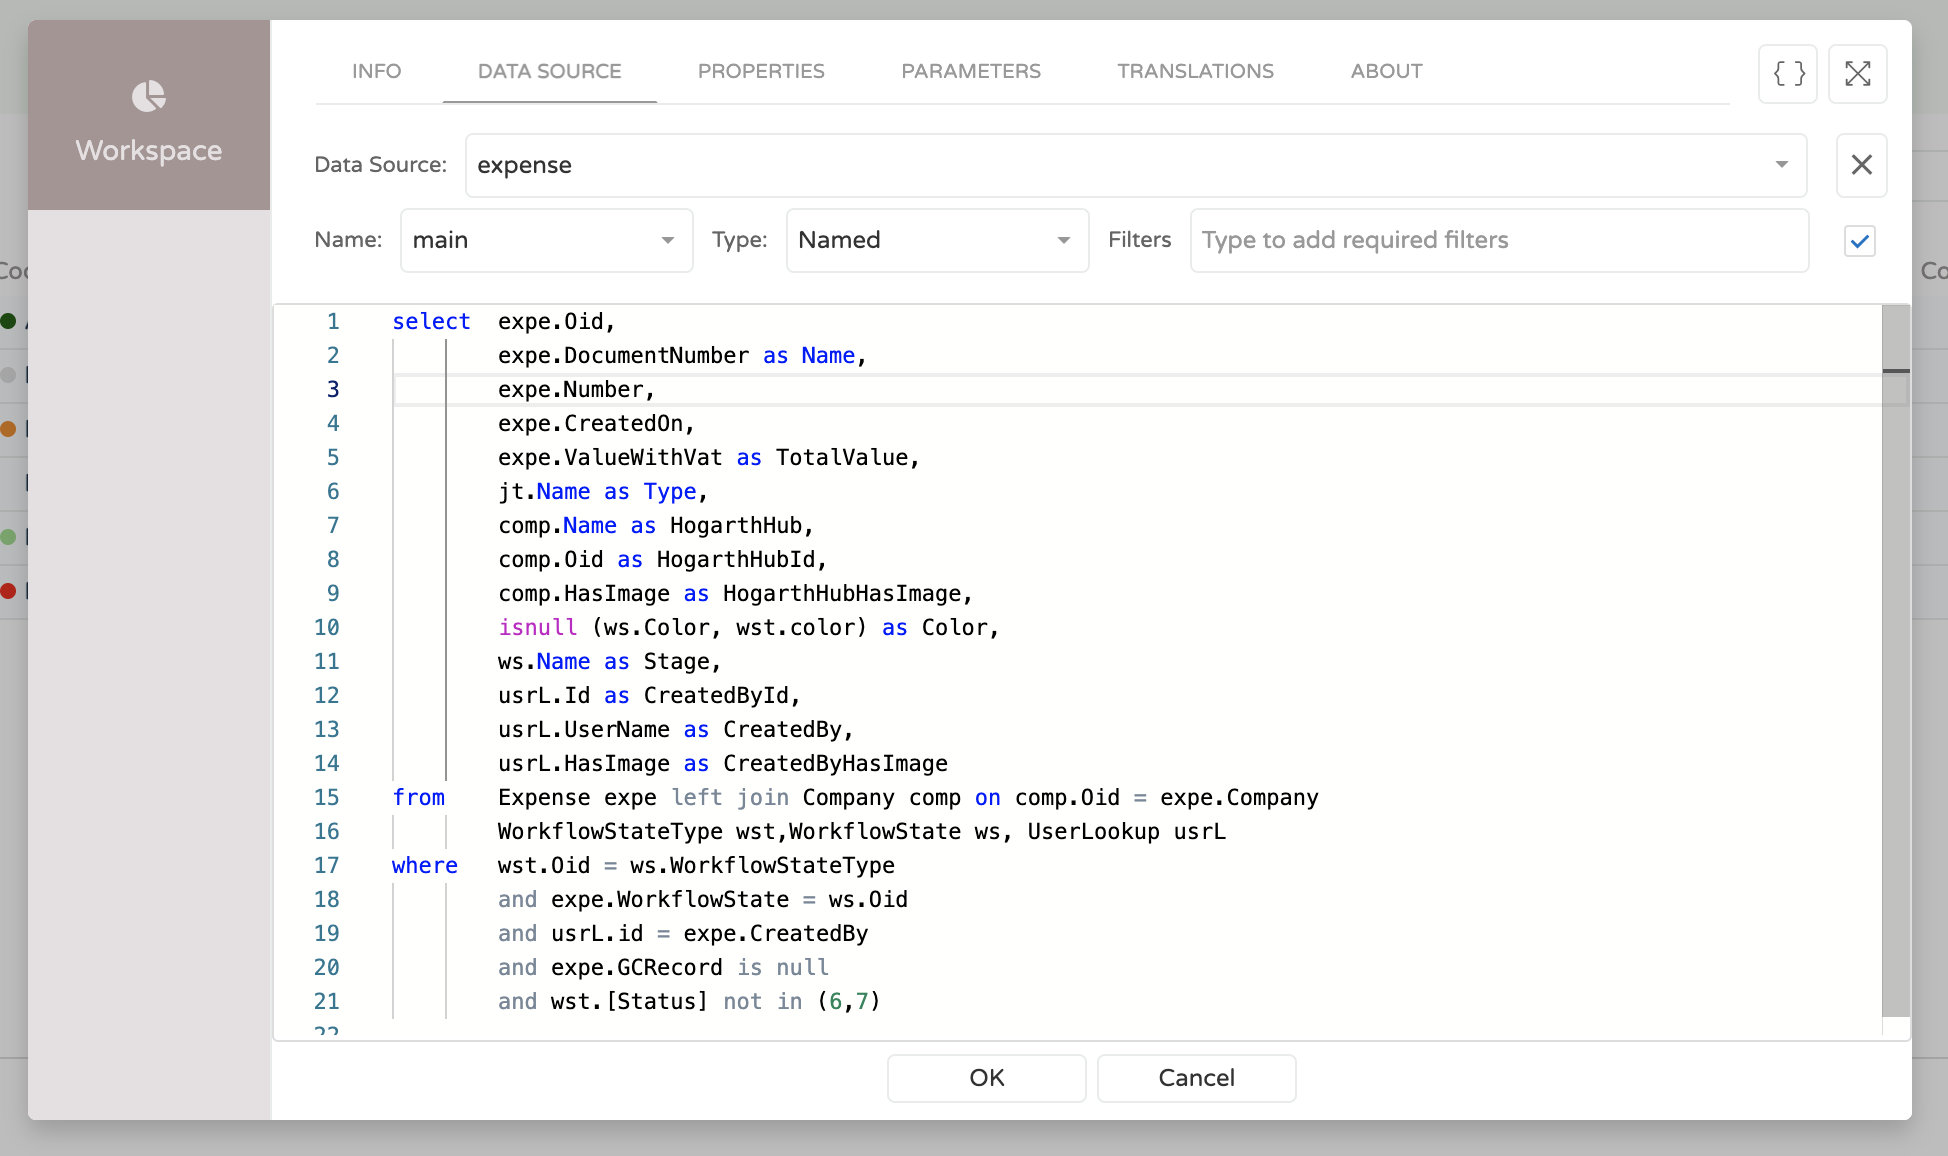 Workspace
INFO DATA SOURCE PROPERTIES PARAMETERS TRANSLATIONS ABOUT { }
Data Source: expense
Name: main Type: Named Filters Type to add required filters
1 select expe.Oid,
2 expe.DocumentNumber as Name,
3 expe.Number,
4 expe.CreatedOn,
5 expe.ValueWithVat as TotalValue,
6 jt.Name as Type,
7 comp.Name as HogarthHub,
8 comp.Oid as HogarthHubId,
9 comp.HasImage as HogarthHubHasImage,
10 isnull (ws.Color, wst.color) as Color,
11 ws.Name as Stage,
12 usrL.Id as CreatedById,
13 usrL.UserName as CreatedBy,
14 usrL.HasImage as CreatedByHasImage
15 from Expense expe left join Company comp on comp.Oid = expe.Company
16 WorkflowStateType wst,WorkflowState ws, UserLookup usrL
17 where wst.Oid = ws.WorkflowStateType
18 and expe.WorkflowState = ws.Oid
19 and usrL.id = expe.CreatedBy
20 and expe.GCRecord is null
21 and wst.[Status] not in (6,7)
22
OK Cancel